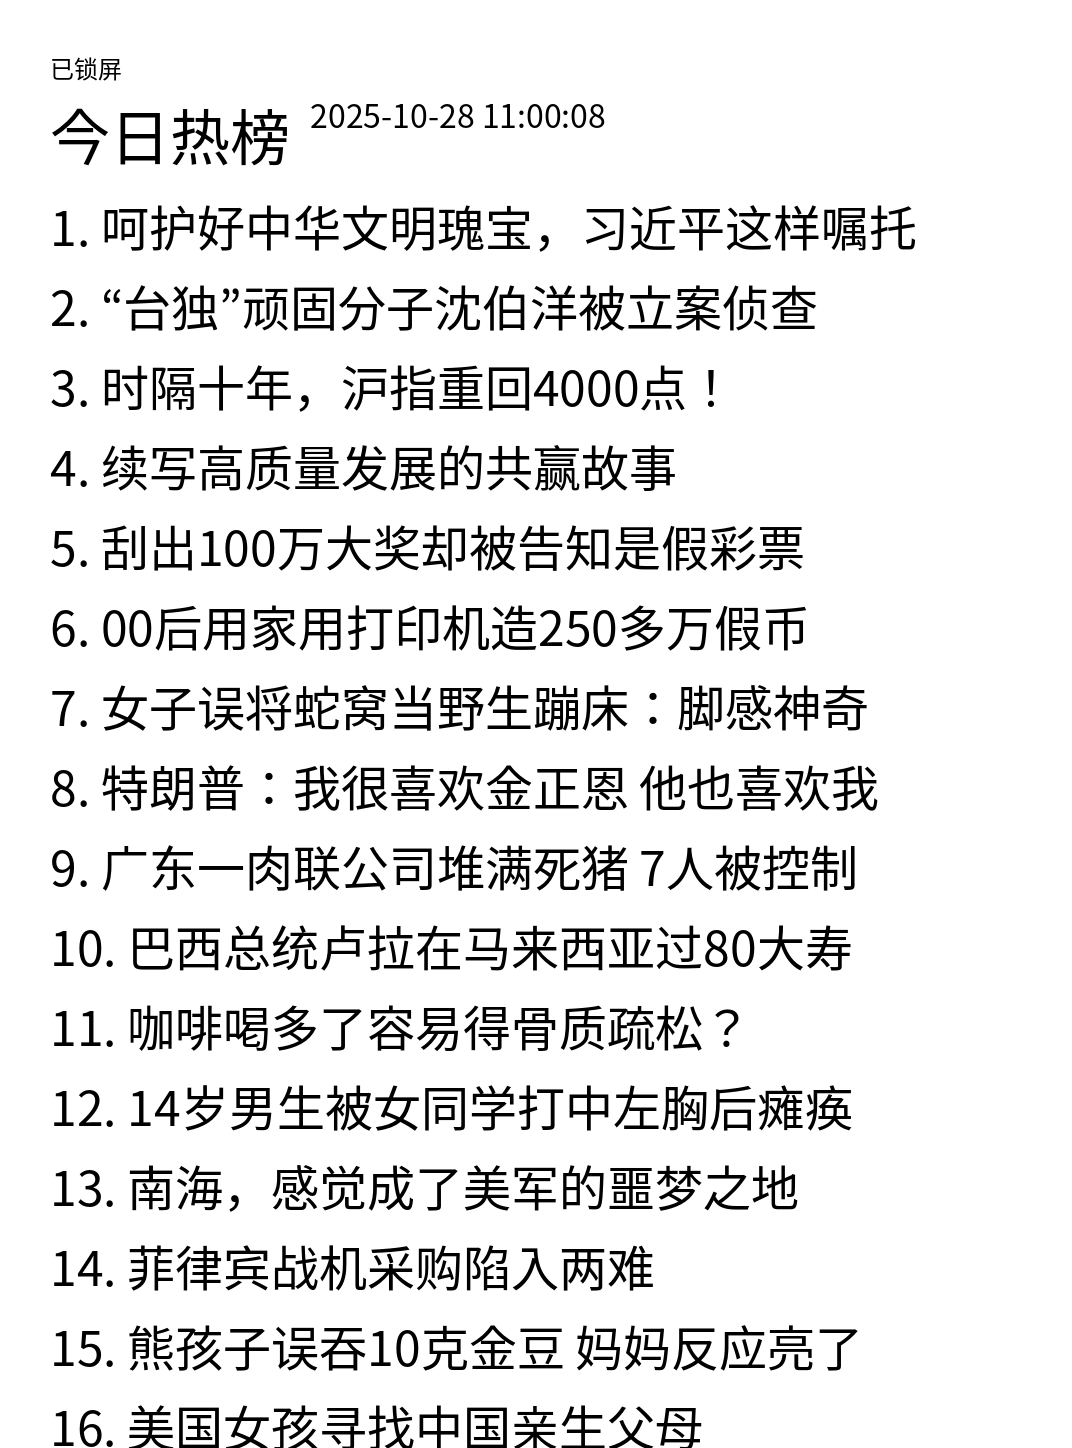 已锁屏
今日热榜 2025-10-28 11:00:08
1. 呵护好中华文明瑰宝，习近平这样嘱托
2. “台独”顽固分子沈伯洋被立案侦查
3. 时隔十年，沪指重回4000点！
4. 续写高质量发展的共赢故事
5. 刮出100万大奖却被告知是假彩票
6. 00后用家用打印机造250多万假币
7. 女子误将蛇窝当野生蹦床：脚感神奇
8. 特朗普：我很喜欢金正恩 他也喜欢我
9. 广东一肉联公司堆满死猪 7人被控制
10. 巴西总统卢拉在马来西亚过80大寿
11. 咖啡喝多了容易得骨质疏松？
12. 14岁男生被女同学打中左胸后瘫痪
13. 南海，感觉成了美军的噩梦之地
14. 菲律宾战机采购陷入两难
15. 熊孩子误吞10克金豆 妈妈反应亮了
16. 美国女孩寻找中国亲生父母